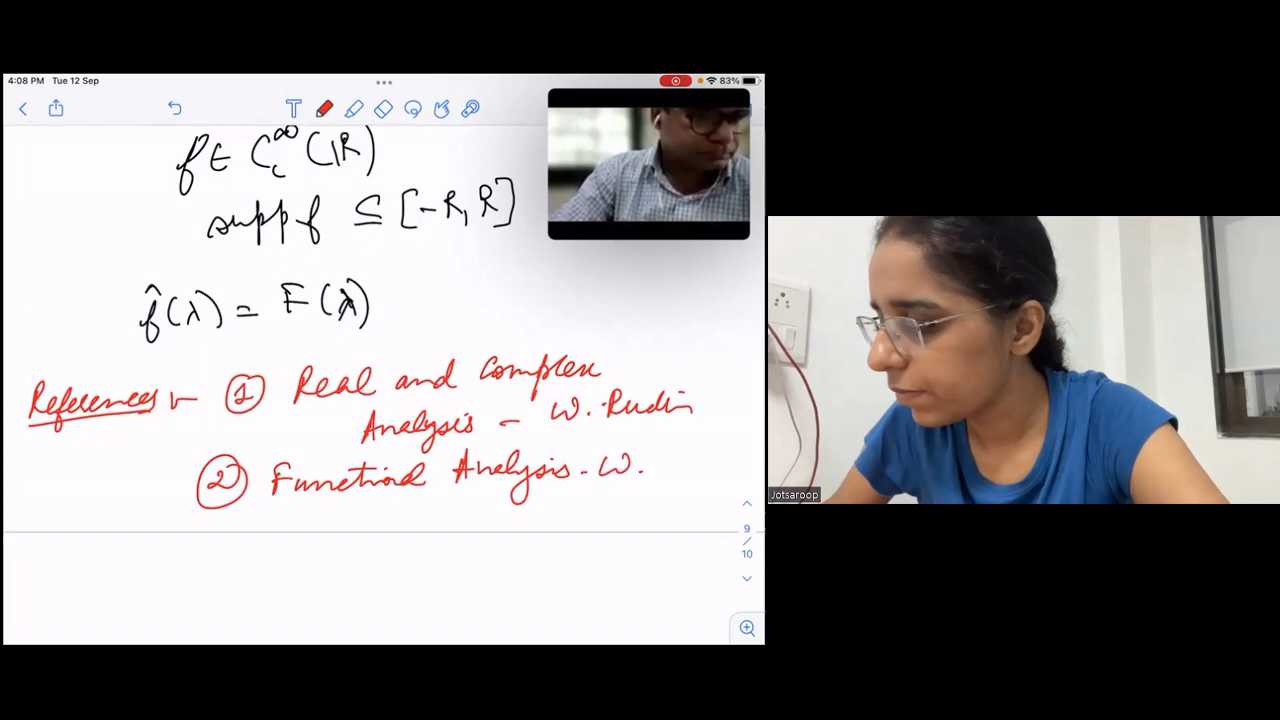 4:08 PM Tue 12 Sep
83%
T
f ∈ C_c^∞(ℝ)
supp f ⊆ [-R, R]
f̂(λ) = F(λ)
References :- ① Real and Complex
Analysis - W. Rudin
② Functional Analysis - W.
9
/
10
Jotsaroop